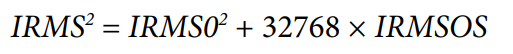 IRMS² = IRMS0² + 32768 × IRMSOS